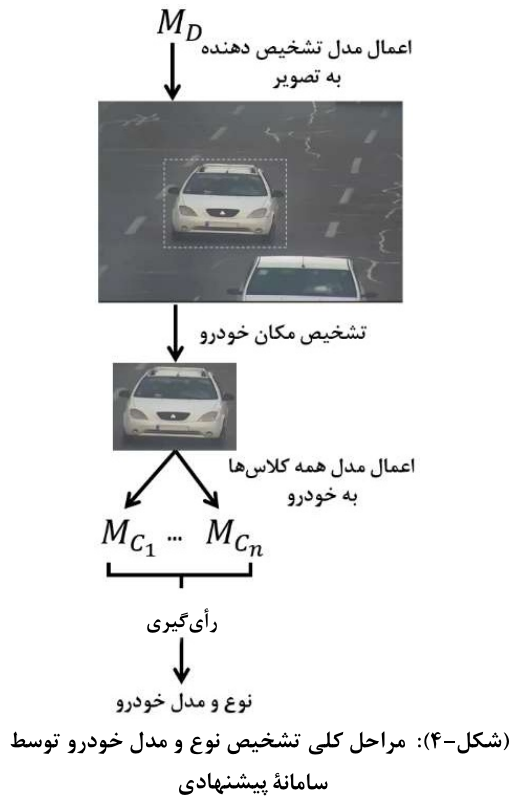 M_D
اعمال مدل تشخیص دهنده
به تصویر
تشخیص مکان خودرو
اعمال مدل همه کلاس‌ها
به خودرو
M_{C_1} ... M_{C_n}
رأی‌گیری
نوع و مدل خودرو
(شکل-۴): مراحل کلی تشخیص نوع و مدل خودرو توسط
سامانهٔ پیشنهادی